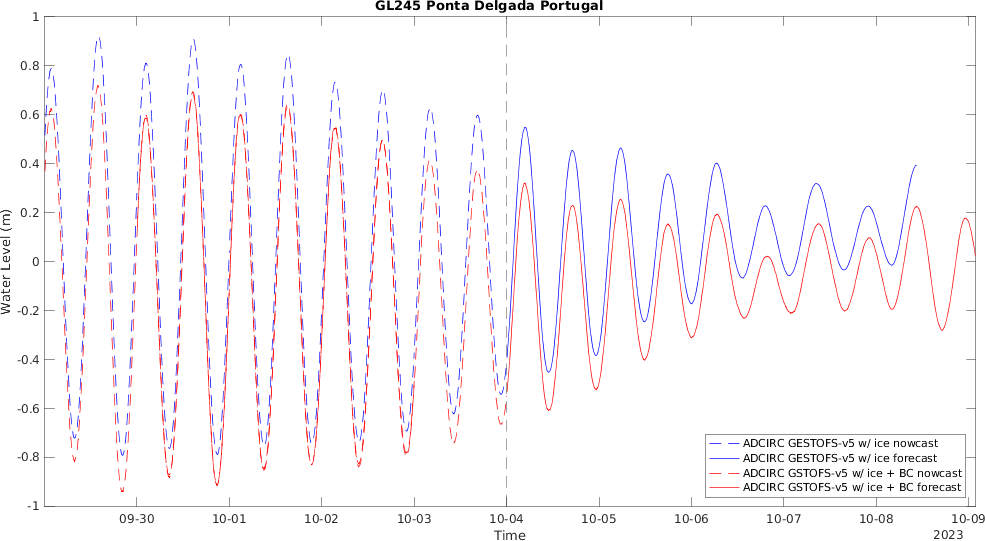 GL245 Ponta Delgada Portugal
1
0.8
0.6
0.4
0.2
0
-0.2
-0.4
-0.6
-0.8
-1
Water Level (m)
ADCIRC GESTOFS-v5 w/ ice nowcast
ADCIRC GESTOFS-v5 w/ ice forecast
ADCIRC GSTOFS-v5 w/ ice + BC nowcast
ADCIRC GSTOFS-v5 w/ ice + BC forecast
09-30 10-01 10-02 10-03 10-04 10-05 10-06 10-07 10-08 10-09
Time
2023